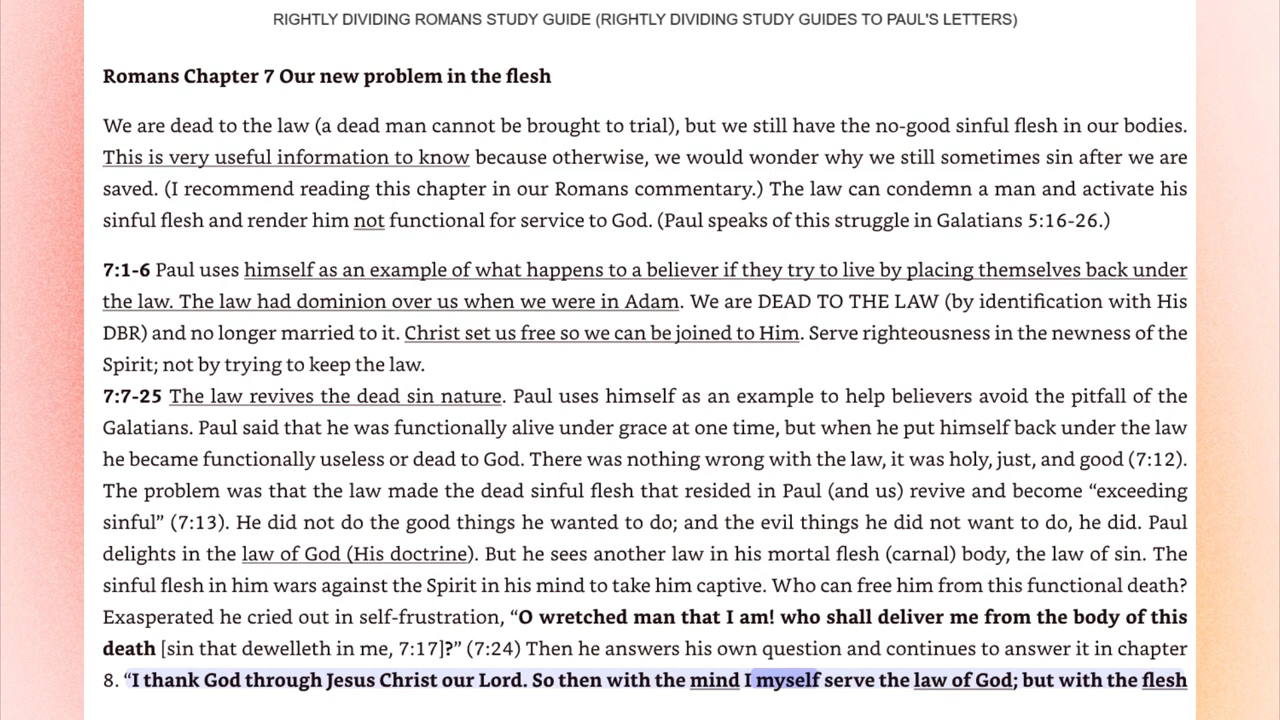 RIGHTLY DIVIDING ROMANS STUDY GUIDE (RIGHTLY DIVIDING STUDY GUIDES TO PAUL'S LETTERS)
Romans Chapter 7 Our new problem in the flesh
We are dead to the law (a dead man cannot be brought to trial), but we still have the no-good sinful flesh in our bodies.
This is very useful information to know because otherwise, we would wonder why we still sometimes sin after we are
saved. (I recommend reading this chapter in our Romans commentary.) The law can condemn a man and activate his
sinful flesh and render him not functional for service to God. (Paul speaks of this struggle in Galatians 5:16-26.)
7:1-6 Paul uses himself as an example of what happens to a believer if they try to live by placing themselves back under
the law. The law had dominion over us when we were in Adam. We are DEAD TO THE LAW (by identification with His
DBR) and no longer married to it. Christ set us free so we can be joined to Him. Serve righteousness in the newness of the
Spirit; not by trying to keep the law.
7:7-25 The law revives the dead sin nature. Paul uses himself as an example to help believers avoid the pitfall of the
Galatians. Paul said that he was functionally alive under grace at one time, but when he put himself back under the law
he became functionally useless or dead to God. There was nothing wrong with the law, it was holy, just, and good (7:12).
The problem was that the law made the dead sinful flesh that resided in Paul (and us) revive and become “exceeding
sinful” (7:13). He did not do the good things he wanted to do; and the evil things he did not want to do, he did. Paul
delights in the law of God (His doctrine). But he sees another law in his mortal flesh (carnal) body, the law of sin. The
sinful flesh in him wars against the Spirit in his mind to take him captive. Who can free him from this functional death?
Exasperated he cried out in self-frustration, “O wretched man that I am! who shall deliver me from the body of this
death [sin that dewelleth in me, 7:17]?” (7:24) Then he answers his own question and continues to answer it in chapter
8. “I thank God through Jesus Christ our Lord. So then with the mind I myself serve the law of God; but with the flesh